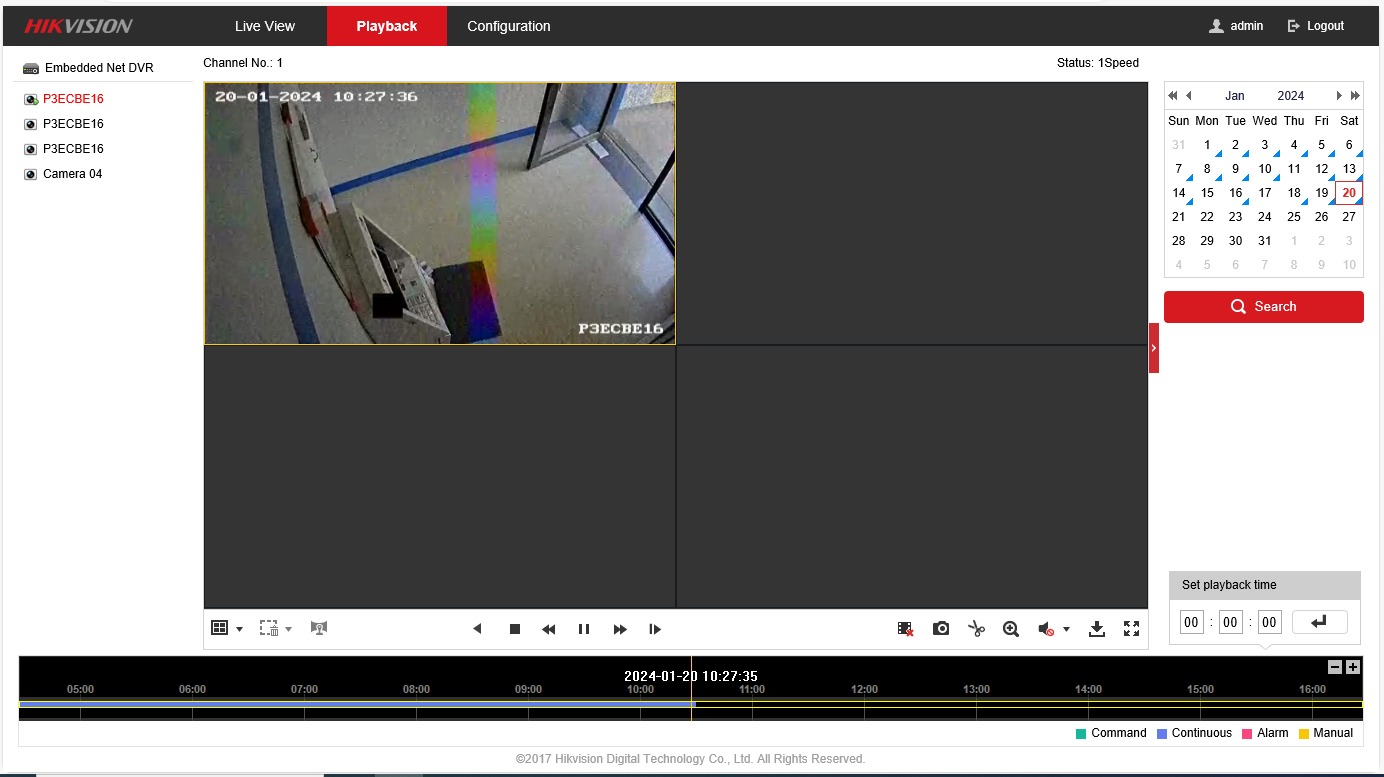 HIKVISION Live View Playback Configuration admin Logout
Embedded Net DVR
P3ECBE16
P3ECBE16
P3ECBE16
Camera 04
Channel No.: 1 Status: 1Speed
20-01-2024 10:27:36
P3ECBE16
Jan 2024
Sun Mon Tue Wed Thu Fri Sat
31 1 2 3 4 5 6
7 8 9 10 11 12 13
14 15 16 17 18 19 20
21 22 23 24 25 26 27
28 29 30 31 1 2 3
4 5 6 7 8 9 10
Search
Set playback time
00 : 00 : 00
2024-01-20 10:27:35
05:00 06:00 07:00 08:00 09:00 10:00 11:00 12:00 13:00 14:00 15:00 16:00
Command Continuous Alarm Manual
©2017 Hikvision Digital Technology Co., Ltd. All Rights Reserved.